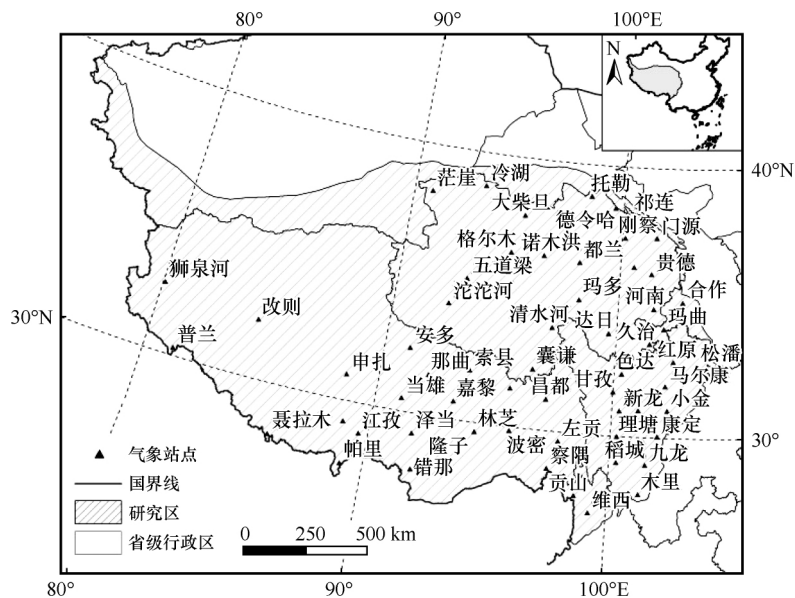 80°
90°
100°E
N
40°N
茫崖
冷湖
托勒
大柴旦
祁连
德令哈
刚察
门源
格尔木
诺木洪
都兰
贵德
五道梁
狮泉河
沱沱河
玛多
河南
合作
改则
清水河
达日
玛曲
30°N
久治
普兰
安多
红原
松潘
那曲
索县
囊谦
色达
申扎
马尔康
甘孜
当雄
嘉黎
昌都
新龙
小金
聂拉木
江孜
泽当
林芝
左贡
理塘
康定
30°
帕里
隆子
波密
稻城
九龙
察隅
错那
贡山
木里
维西
气象站点
国界线
研究区
省级行政区
0
250
500 km
80°
90°
100°E